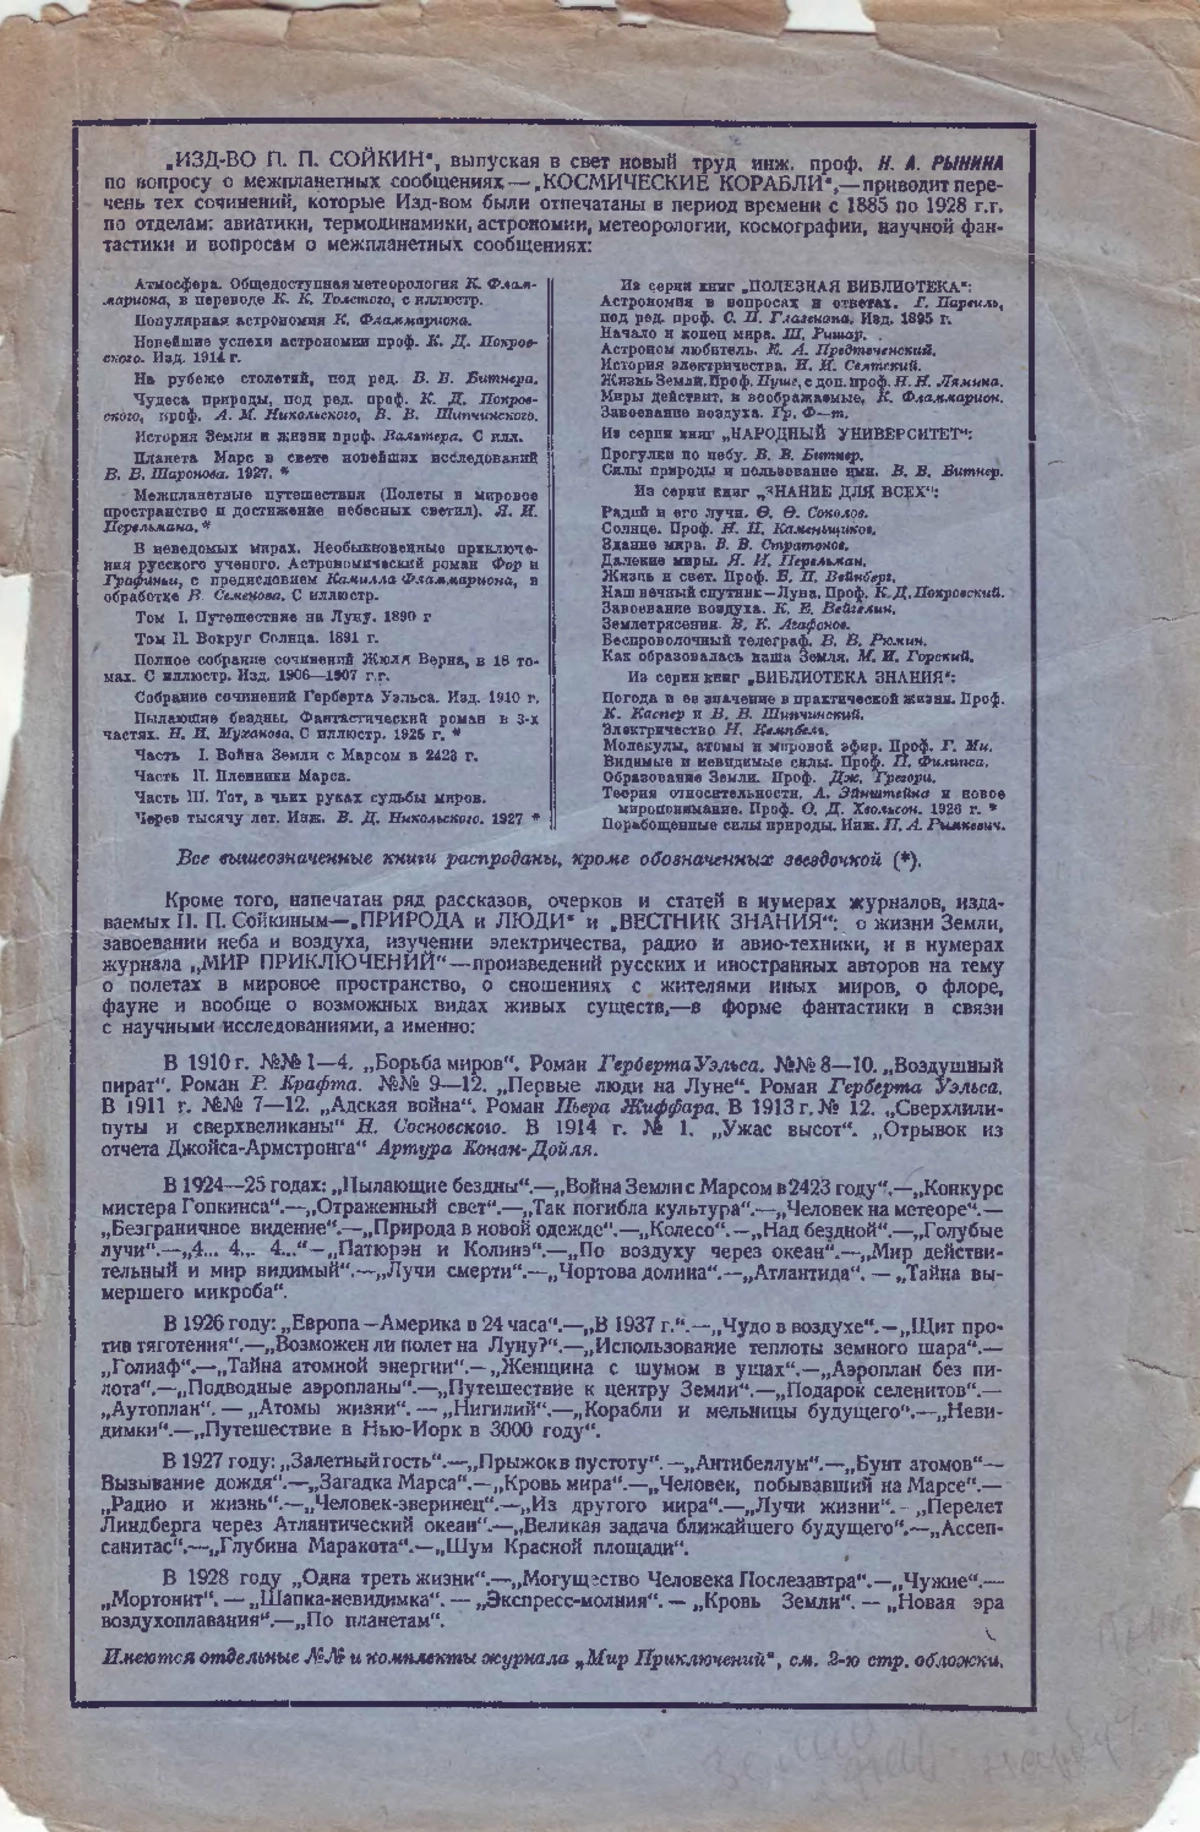 „ИЗД-ВО П. П. СОЙКИН“, выпуская в свет новый труд инж. проф. Н. А. РЫНИНА
по вопросу о межпланетных сообщениях — „КОСМИЧЕСКИЕ КОРАБЛИ“,— приводит пере-
чень тех сочинений, которые Изд-вом были отпечатаны в период времени с 1885 по 1928 г.г.
по отделам: авиатики, термодинамики, астрономии, метеорологии, космографии, научной фан-
тастики и вопросам о межпланетных сообщениях:
Атмосфера. Общедоступная метеорология К. Флам-
мариона, в переводе К. К. Толстого, с иллюстр.
Популярная астрономия К. Фламмариона.
Новейшие успехи астрономии проф. К. Д. Покров-
ского. Изд. 1914 г.
На рубеже столетий, под ред. В. В. Битнера.
Чудеса природы, под ред. проф. К. Д. Покров-
ского, проф. А. М. Никольского, В. В. Шипчинского.
История Земли и жизни проф. Вальтера. С илл.
Планета Марс в свете новейших исследований
В. В. Шаронова. 1927. *
Межпланетные путешествия (Полеты в мировое
пространство и достижение небесных светил). Я. И.
Перельмана. *
В неведомых мирах. Необыкновенные приключе-
ния русского ученого. Астрономический роман Фор и
Графиньи, с предисловием Камилла Фламмариона, в
обработке В. Семенова. С иллюстр.
Том I. Путешествие на Луну. 1890 г
Том II. Вокруг Солнца. 1891 г.
Полное собрание сочинений Жюля Верна, в 18 то-
мах. С иллюстр. Изд. 1906—1907 г.г.
Собрание сочинений Герберта Уэльса. Изд. 1910 г.
Пылающие бездны. Фантастический роман в 3-х
частях. Н. И. Муханова. С иллюстр. 1925 г. *
Часть I. Война Земли с Марсом в 2423 г.
Часть II. Пленники Марса.
Часть III. Тот, в чьих руках судьбы миров.
Через тысячу лет. Инж. В. Д. Никольского. 1927 *
Из серии книг „ПОЛЕЗНАЯ БИБЛИОТЕКА“:
Астрономия в вопросах и ответах. Г. Парвиль,
под ред. проф. С. П. Глазенапа. Изд. 1895 г.
Начало и конец мира. Ш. Ришар.
Астроном любитель. К. А. Предтеченский.
История электричества. И. И. Святский.
Жизнь Земли. Проф. Пуше, с доп. проф. Н. Н. Лямина.
Миры действит. и воображаемые, К. Фламмарион.
Завоевание воздуха. Гр. Ф—т.
Из серии книг „НАРОДНЫЙ УНИВЕРСИТЕТ“:
Прогулки по небу. В. В. Битнер.
Силы природы и пользование ими. В. В. Битнер.
Из серии книг „ЗНАНИЕ ДЛЯ ВСЕХ“:
Радий и его лучи. Ѳ. Ѳ. Соколов.
Солнце. Проф. Н. П. Каменьщиков.
Здание мира. В. В. Стратонов.
Далекие миры. Я. И. Перельман.
Жизнь и свет. Проф. Б. П. Вейнберг.
Наш вечный спутник—Луна. Проф. К. Д. Покровский.
Завоевание воздуха. К. Е. Вейгелин.
Землетрясения. В. К. Агафонов.
Беспроволочный телеграф. В. В. Рюмин.
Как образовалась наша Земля. М. И. Горский.
Из серии книг „БИБЛИОТЕКА ЗНАНИЯ“:
Погода и ее значение в практической жизни. Проф.
К. Каспер и В. В. Шипчинский.
Электричество Н. Кемпбель.
Молекулы, атомы и мировой эфир. Проф. Г. Ми.
Видимые и невидимые силы. Проф. П. Филипса.
Образование Земли. Проф. Дж. Грегори.
Теория относительности. А. Эйнштейна и новое
миропонимание. Проф. О. Д. Хвольсон. 1926 г. *
Порабощенные силы природы. Инж. П. А. Рымкевич.
Все вышеозначенные книги распроданы, кроме обозначенных звездочкой (*).
Кроме того, напечатан ряд рассказов, очерков и статей в нумерах журналов, изда-
ваемых П. П. Сойкиным—„ПРИРОДА и ЛЮДИ“ и „ВЕСТНИК ЗНАНИЯ“: о жизни Земли,
завоевании неба и воздуха, изучении электричества, радио и авио-техники, и в нумерах
журнала „МИР ПРИКЛЮЧЕНИЙ“—произведений русских и иностранных авторов на тему
о полетах в мировое пространство, о сношениях с жителями иных миров, о флоре,
фауне и вообще о возможных видах живых существ,—в форме фантастики в связи
с научными исследованиями, а именно:
В 1910 г. №№ 1—4. „Борьба миров“. Роман Герберта Уэльса. №№ 8—10. „Воздушный
пират“. Роман Р. Крафта. №№ 9—12. „Первые люди на Луне“. Роман Герберта Уэльса.
В 1911 г. №№ 7—12. „Адская война“. Роман Пьера Жиффара. В 1913 г. № 12. „Сверхлили-
путы и сверхвеликаны“ Н. Сосновского. В 1914 г. № 1. „Ужас высот“. „Отрывок из
отчета Джойса-Армстронга“ Артура Конан-Дойля.
В 1924—25 годах: „Пылающие бездны“.—„Война Земли с Марсом в 2423 году“.—„Конкурс
мистера Гопкинса“.—„Отраженный свет“.—„Так погибла культура“.—„Человек на метеоре“.—
„Безграничное видение“.—„Природа в новой одежде“.—„Колесо“.—„Над бездной“.—„Голубые
лучи“.—„4... 4... 4...“—„Патюрэн и Колинэ“.—„По воздуху через океан“.—„Мир действи-
тельный и мир видимый“.—„Лучи смерти“.—„Чортова долина“.—„Атлантида“. — „Тайна вы-
мершего микроба“.
В 1926 году: „Европа—Америка в 24 часа“.—„В 1937 г.“.—„Чудо в воздухе“.—„Щит про-
тив тяготения“.—„Возможен ли полет на Луну?“.—„Использование теплоты земного шара“.—
„Голиаф“.—„Тайна атомной энергии“.—„Женщина с шумом в ушах“.—„Аэроплан без пи-
лота“.—„Подводные аэропланы“.—„Путешествие к центру Земли“.—„Подарок селенитов“.—
„Аутоплан“. — „Атомы жизни“. — „Нигилий“.—„Корабли и мельницы будущего“.—„Неви-
димки“.—„Путешествие в Нью-Йорк в 3000 году“.
В 1927 году: „Залетный гость“.—„Прыжок в пустоту“. —„Антибеллум“.—„Бунт атомов“—
Вызывание дождя“.—„Загадка Марса“.—„Кровь мира“.—„Человек, побывавший на Марсе“.—
„Радио и жизнь“.—„Человек-зверинец“.—„Из другого мира“.—„Лучи жизни“. - „Перелет
Линдберга через Атлантический океан“.—„Великая задача ближайшего будущего“.—„Ассеп-
санитас“.—„Глубина Маракота“.—„Шум Красной площади“.
В 1928 году „Одна треть жизни“.—„Могущество Человека Послезавтра“.—„Чужие“.—
„Мортонит“. — „Шапка-невидимка“. — „Экспресс-молния“. — „Кровь Земли“. — „Новая эра
воздухоплавания“.—„По планетам“.
Имеются отдельные №№ и комплекты журнала „Мир Приключений“, см. 2-ю стр. обложки.